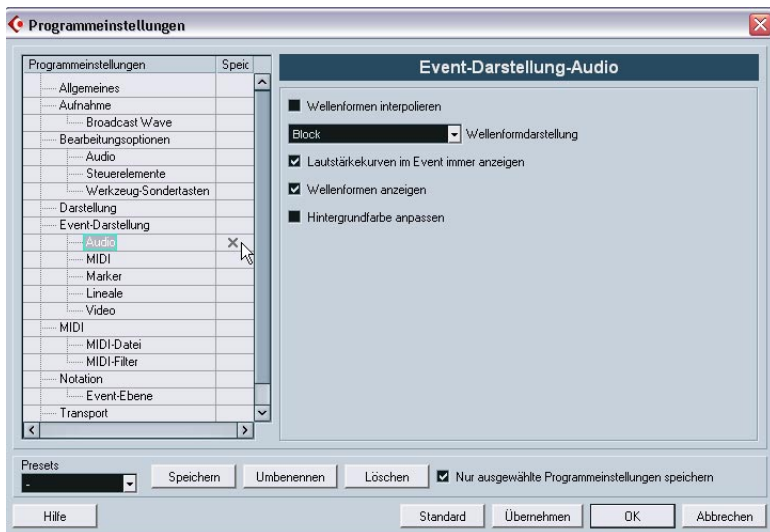 Programmeinstellungen
Programmeinstellungen Speic
Allgemeines
Aufnahme
Broadcast Wave
Bearbeitungsoptionen
Audio
Steuerelemente
Werkzeug-Sondertasten
Darstellung
Event-Darstellung
Audio
MIDI
Marker
Lineale
Video
MIDI
MIDI-Datei
MIDI-Filter
Notation
Event-Ebene
Transport
Event-Darstellung-Audio
Wellenformen interpolieren
Block Wellenformdarstellung
Lautstärkekurven im Event immer anzeigen
Wellenformen anzeigen
Hintergrundfarbe anpassen
Presets
- Speichern Umbenennen Löschen Nur ausgewählte Programmeinstellungen speichern
Hilfe Standard Übernehmen OK Abbrechen